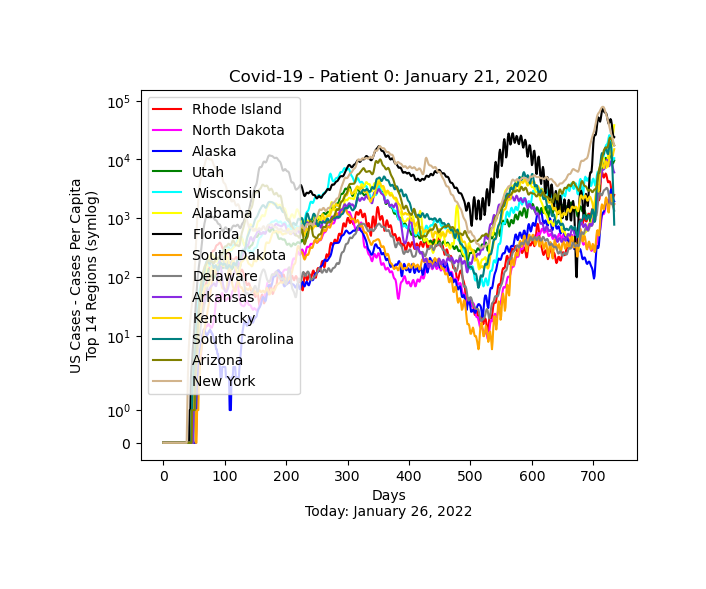 Covid-19 - Patient 0: January 21, 2020
US Cases - Cases Per Capita
Top 14 Regions (symlog)
10^5
10^4
10^3
10^2
10^1
10^0
0
Rhode Island
North Dakota
Alaska
Utah
Wisconsin
Alabama
Florida
South Dakota
Delaware
Arkansas
Kentucky
South Carolina
Arizona
New York
0 100 200 300 400 500 600 700
Days
Today: January 26, 2022